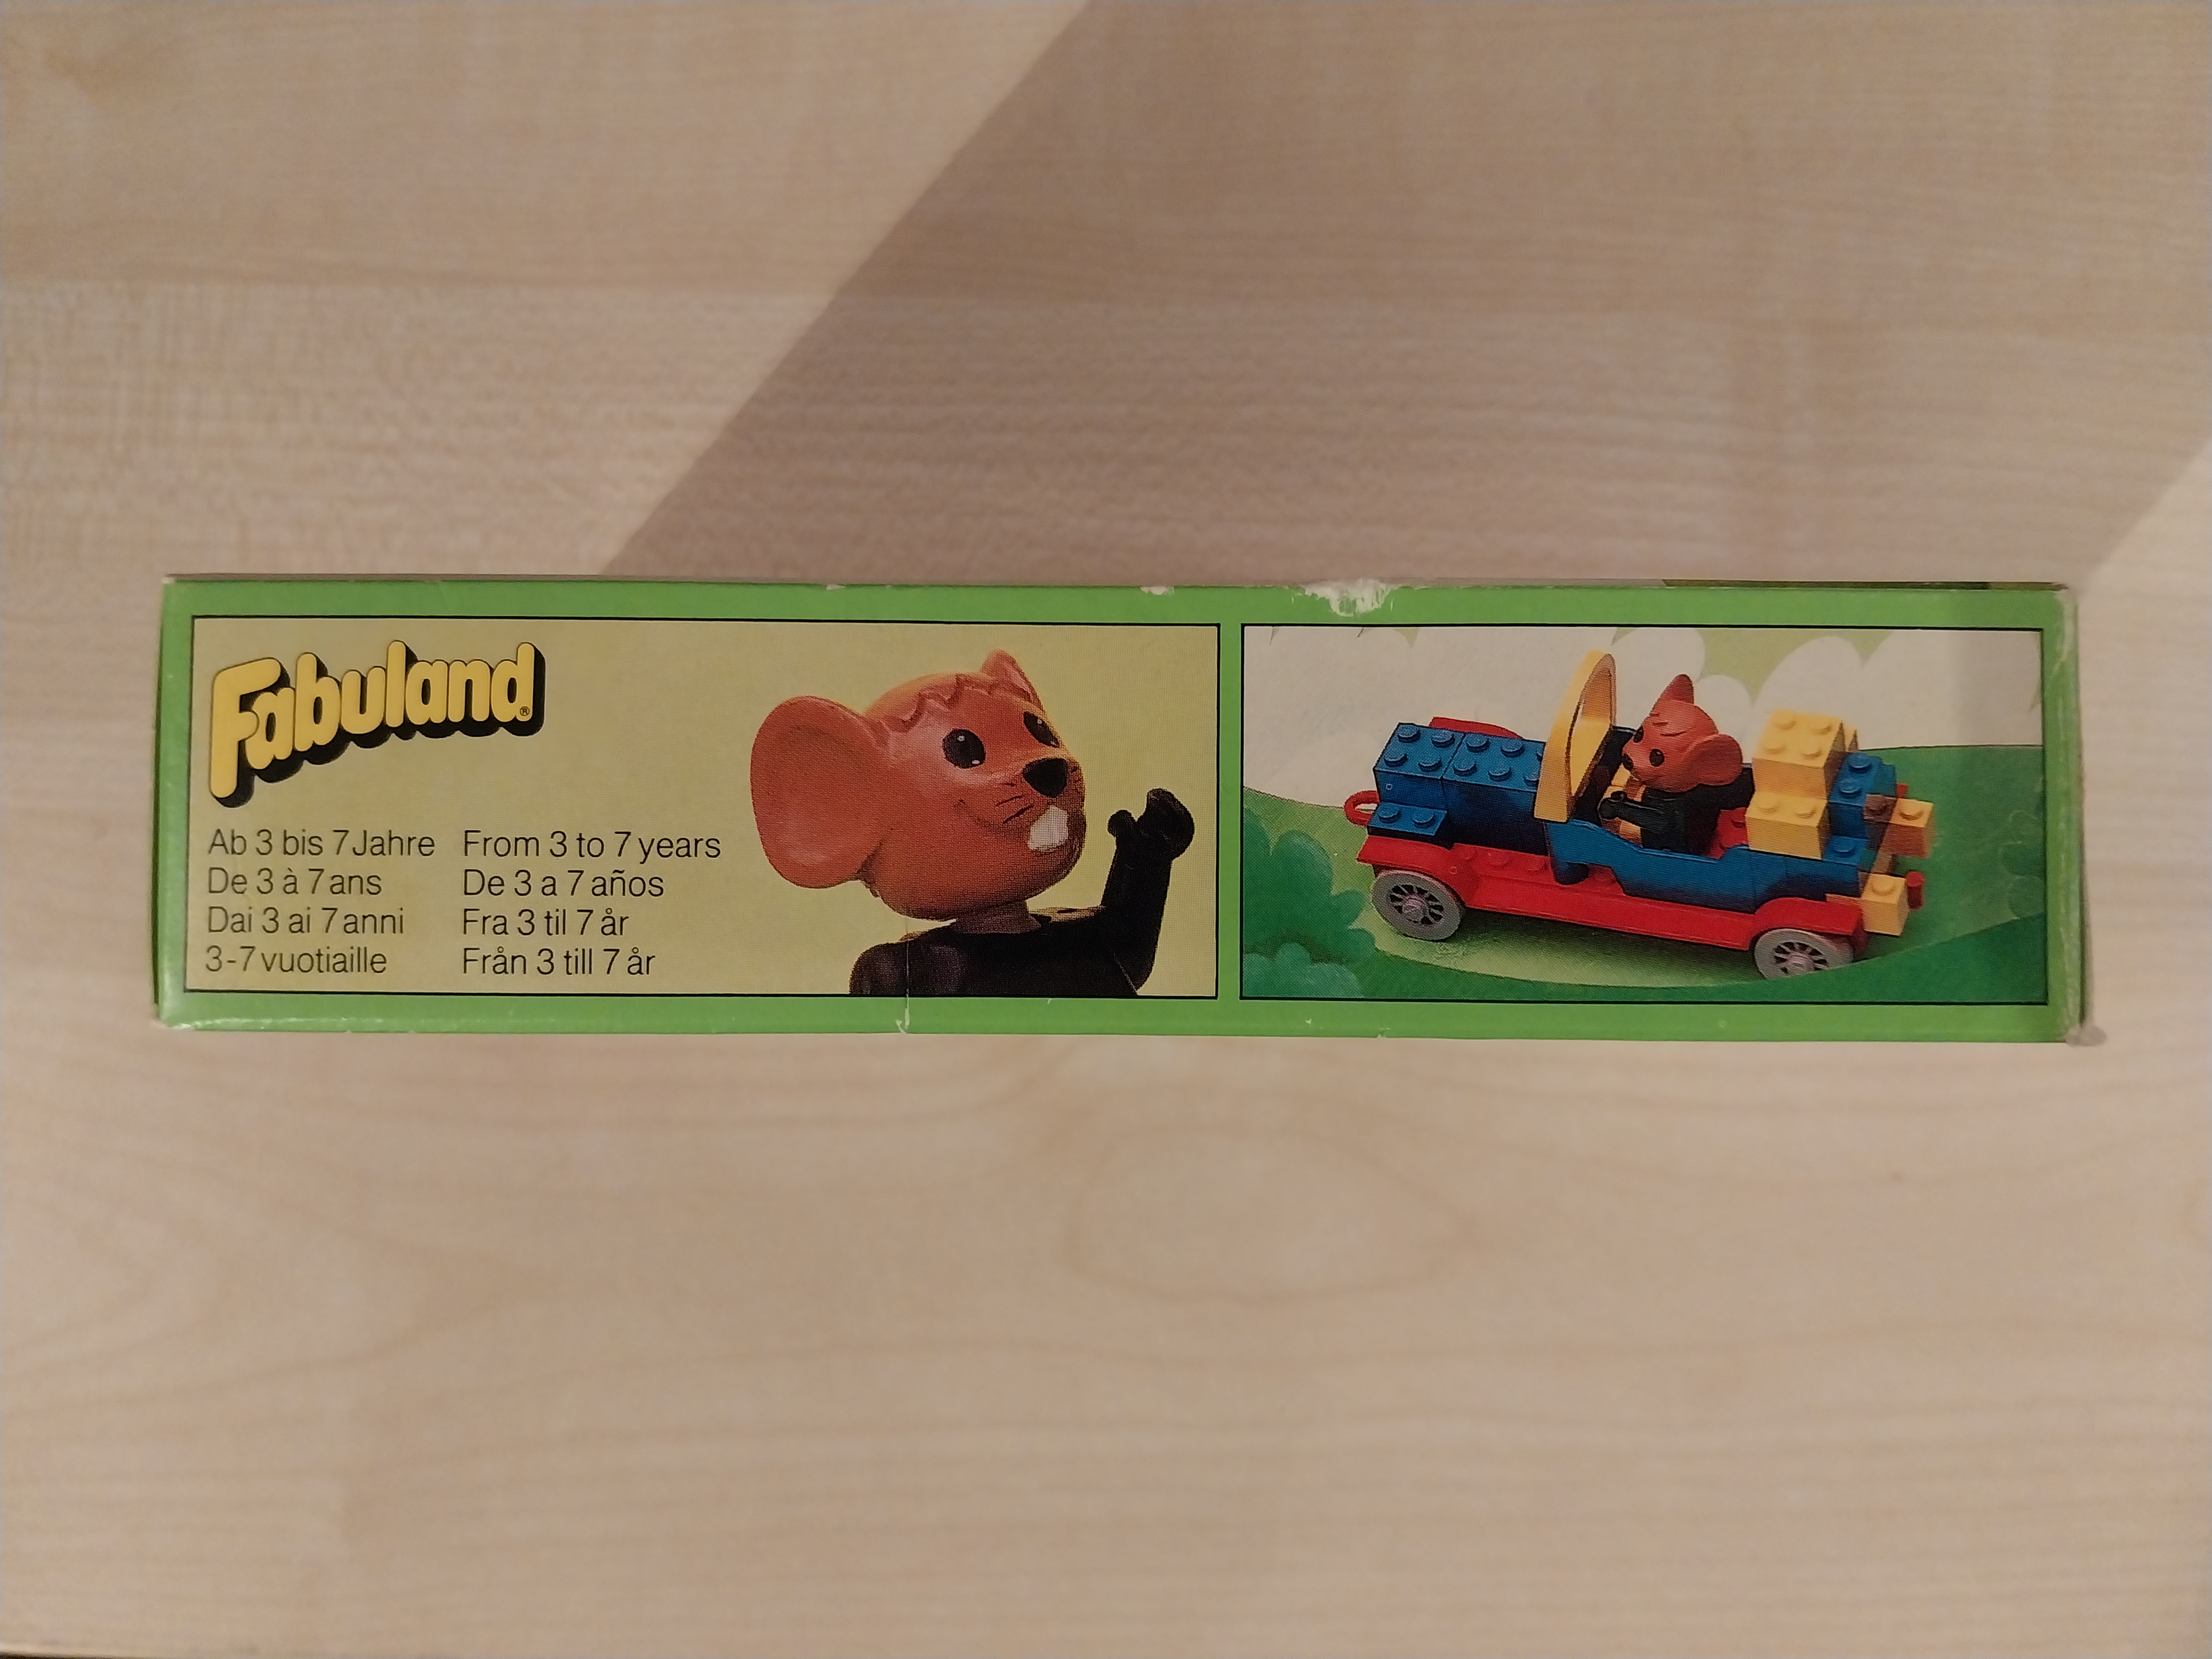 Fabuland®
Ab 3 bis 7 Jahre
De 3 à 7 ans
Dai 3 ai 7 anni
3-7 vuotiaille
From 3 to 7 years
De 3 a 7 años
Fra 3 til 7 år
Från 3 till 7 år